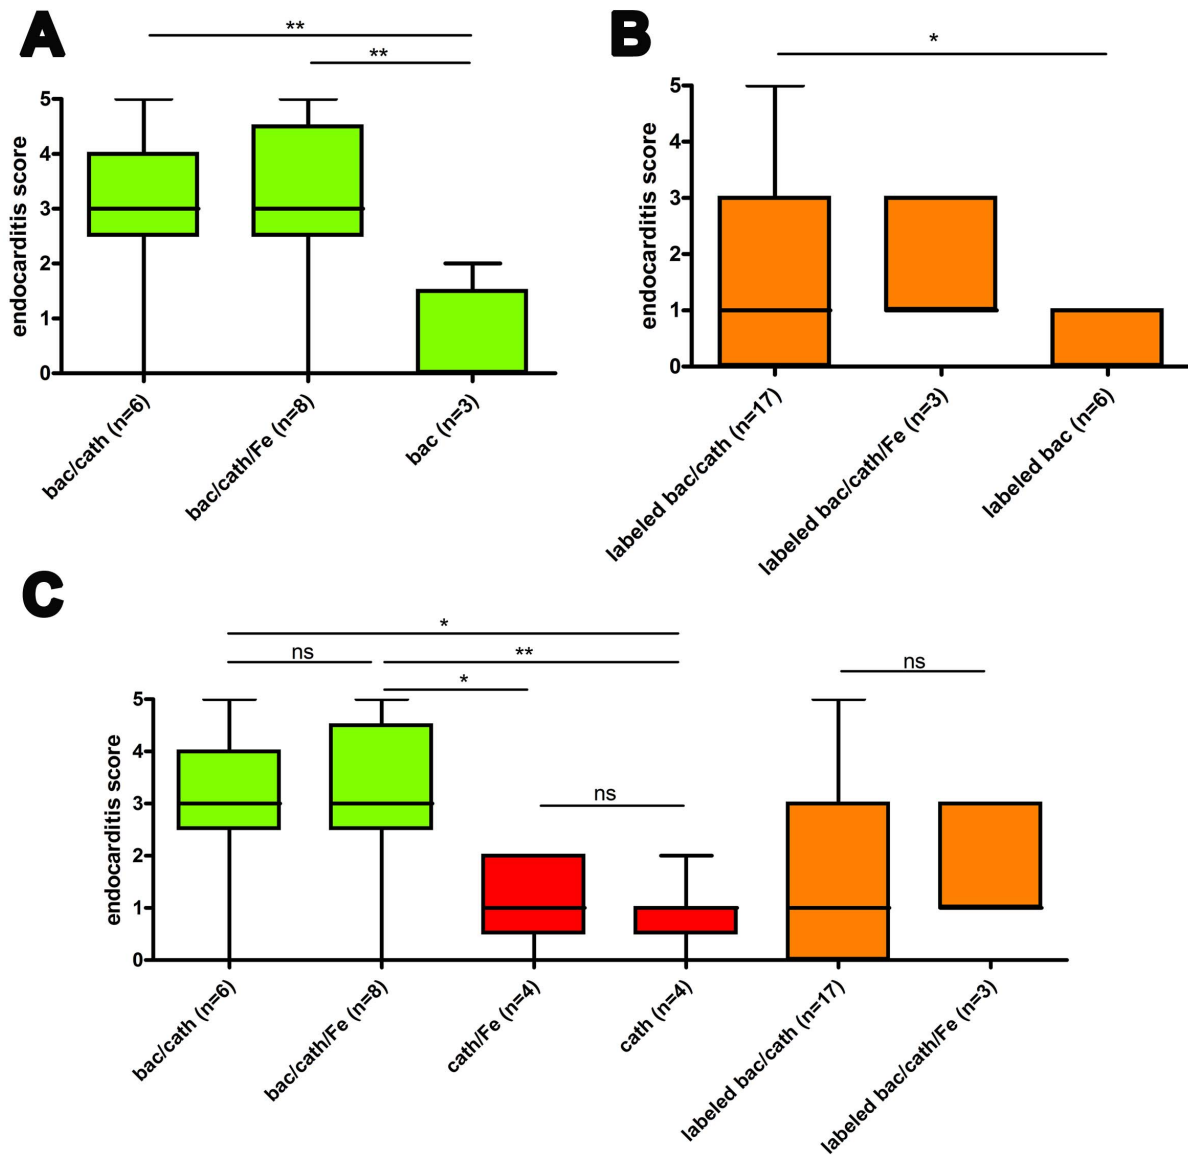 A
**
**
endocarditis score
5
4
3
2
1
0
bac/cath (n=6)
bac/cath/Fe (n=8)
bac (n=3)
B
*
endocarditis score
5
4
3
2
1
0
labeled bac/cath (n=17)
labeled bac/cath/Fe (n=3)
labeled bac (n=6)
C
*
ns
**
*
ns
ns
endocarditis score
5
4
3
2
1
0
bac/cath (n=6)
bac/cath/Fe (n=8)
cath/Fe (n=4)
cath (n=4)
labeled bac/cath (n=17)
labeled bac/cath/Fe (n=3)